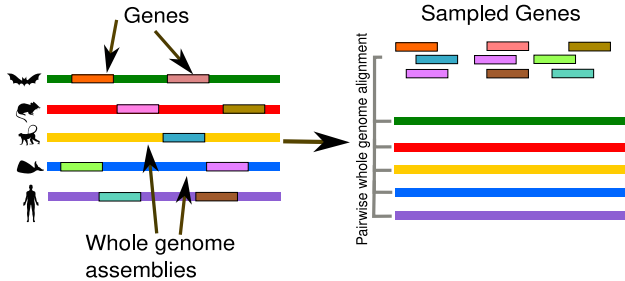 Genes
Sampled Genes
Pairwise whole genome alignment
Whole genome
assemblies